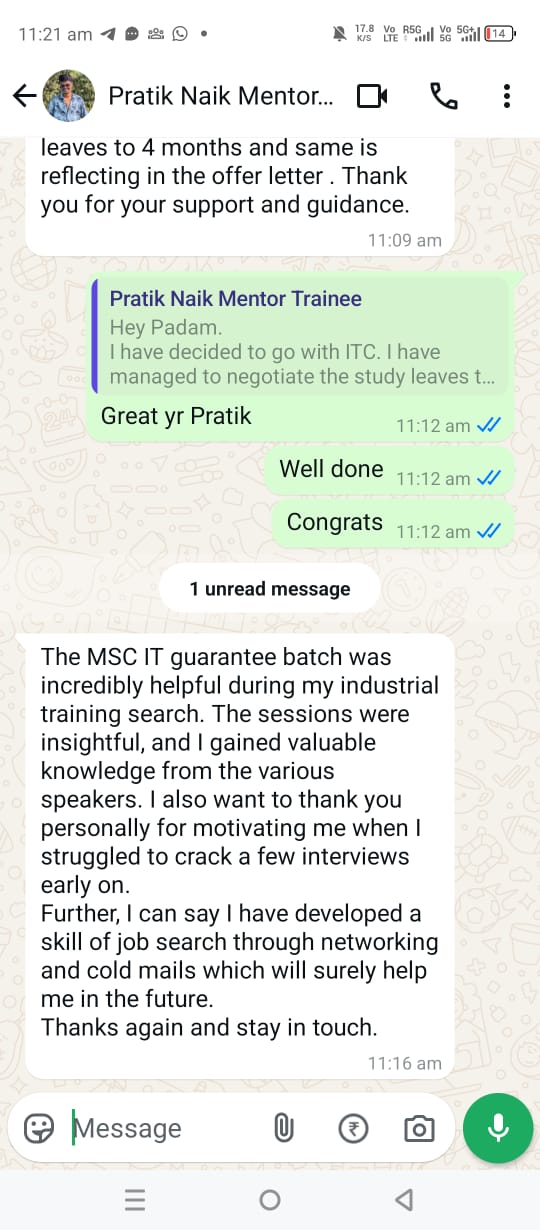 11:21 am
17.8 K/S Vo LTE R5G Vo 5G 5G+ 14
Pratik Naik Mentor...
leaves to 4 months and same is
reflecting in the offer letter . Thank
you for your support and guidance.
11:09 am
Pratik Naik Mentor Trainee
Hey Padam.
I have decided to go with ITC. I have
managed to negotiate the study leaves t...
Great yr Pratik
11:12 am
Well done 11:12 am
Congrats 11:12 am
1 unread message
The MSC IT guarantee batch was
incredibly helpful during my industrial
training search. The sessions were
insightful, and I gained valuable
knowledge from the various
speakers. I also want to thank you
personally for motivating me when I
struggled to crack a few interviews
early on.
Further, I can say I have developed a
skill of job search through networking
and cold mails which will surely help
me in the future.
Thanks again and stay in touch.
11:16 am
Message